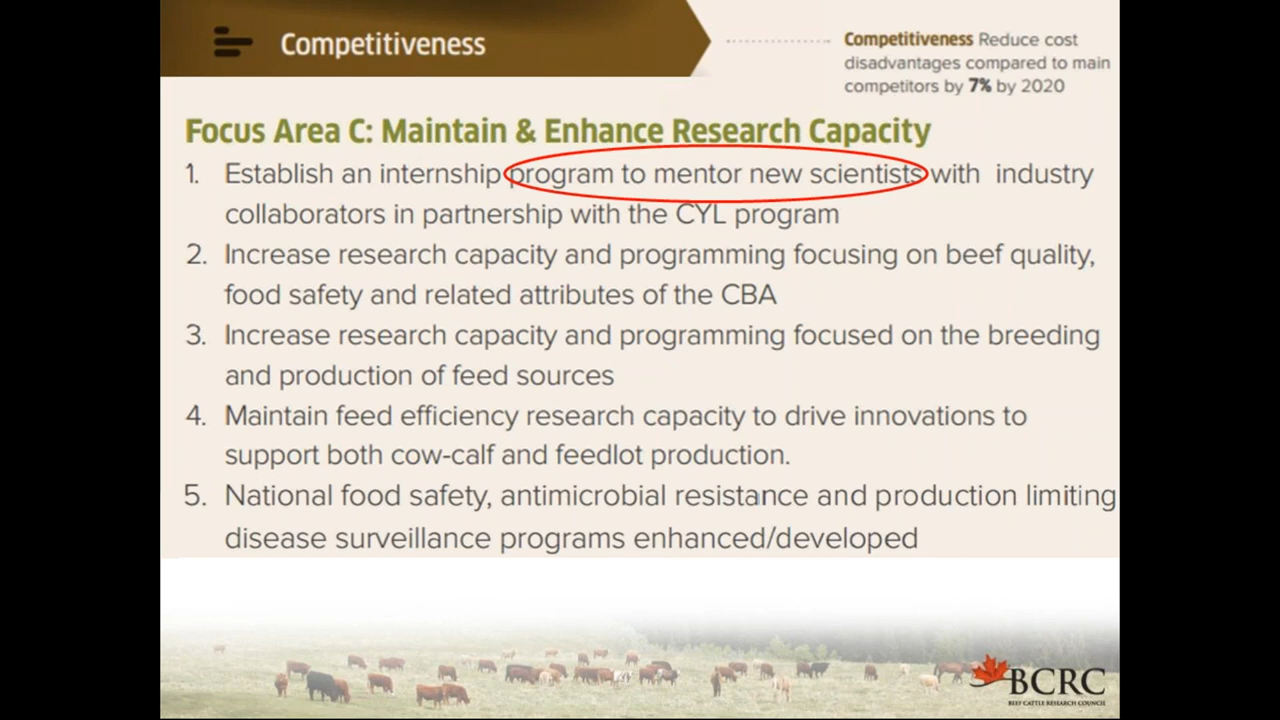 Competitiveness
Competitiveness Reduce cost
disadvantages compared to main
competitors by 7% by 2020
Focus Area C: Maintain & Enhance Research Capacity
1. Establish an internship program to mentor new scientists with industry
collaborators in partnership with the CYL program
2. Increase research capacity and programming focusing on beef quality,
food safety and related attributes of the CBA
3. Increase research capacity and programming focused on the breeding
and production of feed sources
4. Maintain feed efficiency research capacity to drive innovations to
support both cow-calf and feedlot production.
5. National food safety, antimicrobial resistance and production limiting
disease surveillance programs enhanced/developed
BCRC
BEEF CATTLE RESEARCH COUNCIL